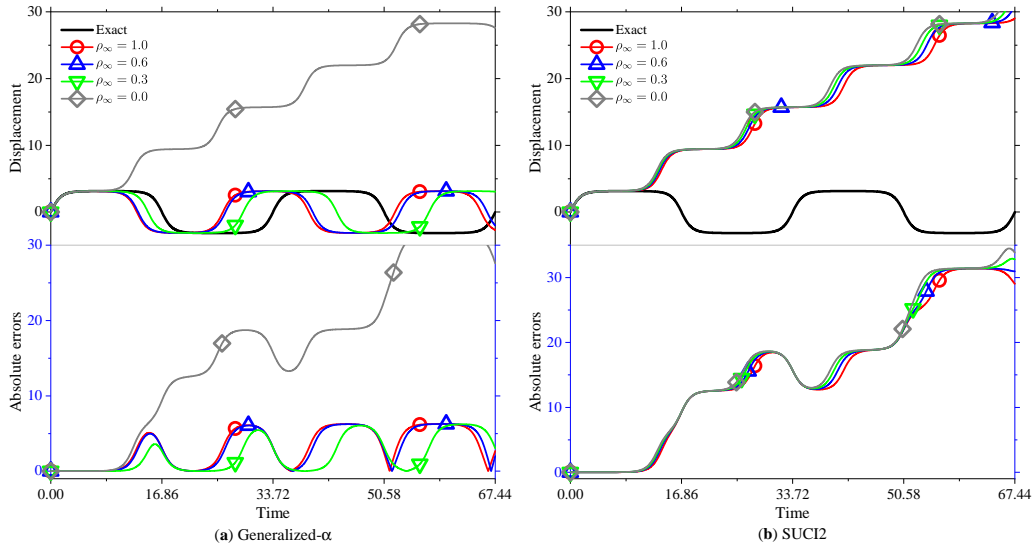 30
20
10
0
Displacement
Exact
ρ∞ = 1.0
ρ∞ = 0.6
ρ∞ = 0.3
ρ∞ = 0.0
30
20
10
0
Absolute errors
0.00
16.86
33.72
50.58
67.44
Time
(a) Generalized-α
30
20
10
0
Displacement
Exact
ρ∞ = 1.0
ρ∞ = 0.6
ρ∞ = 0.3
ρ∞ = 0.0
30
20
10
0
Absolute errors
0.00
16.86
33.72
50.58
67.44
Time
(b) SUCI2